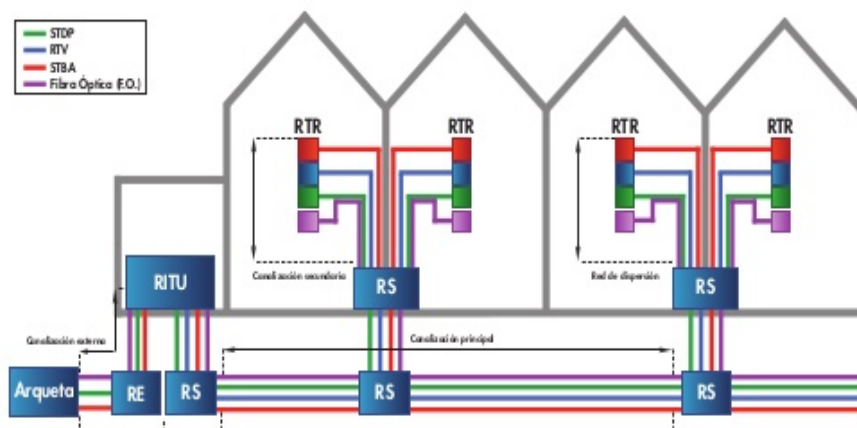 STDP
RTV
STBA
Fibra Óptica (F.O.)
RTR
RTR
RTR
RTR
RITU
Canalización secundaria
RS
Red de dispersión
RS
Canalización externa
Canalización principal
Arqueta
RE
RS
RS
RS